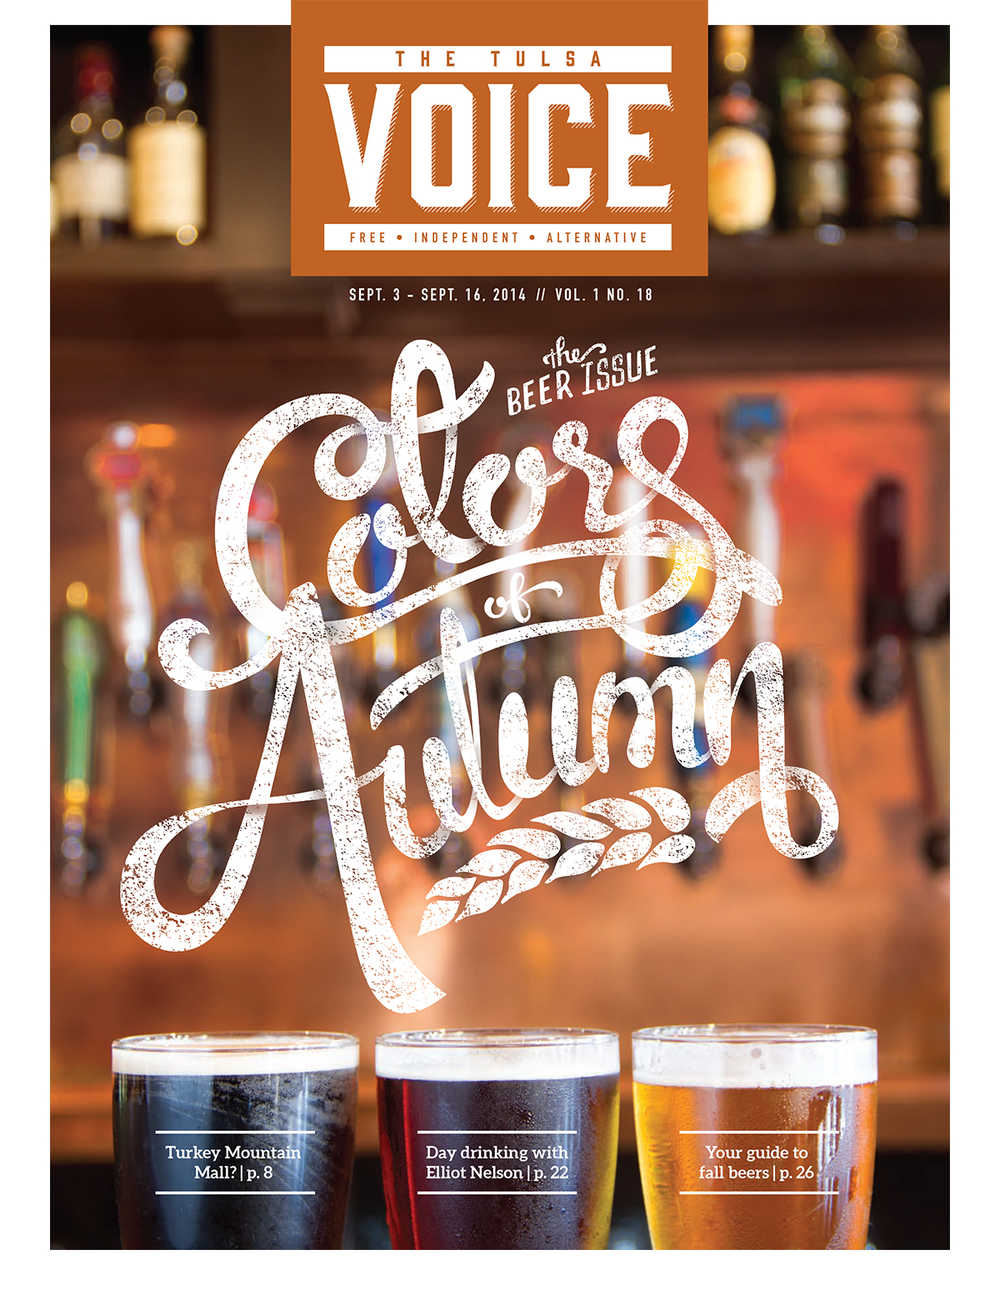 THE TULSA
VOICE
FREE • INDEPENDENT • ALTERNATIVE
SEPT. 3 - SEPT. 16, 2014 // VOL. 1 NO. 18
the
BEER ISSUE
Colors
of
Autumn
Turkey Mountain
Mall? | p. 8
Day drinking with
Elliot Nelson | p. 22
Your guide to
fall beers | p. 26